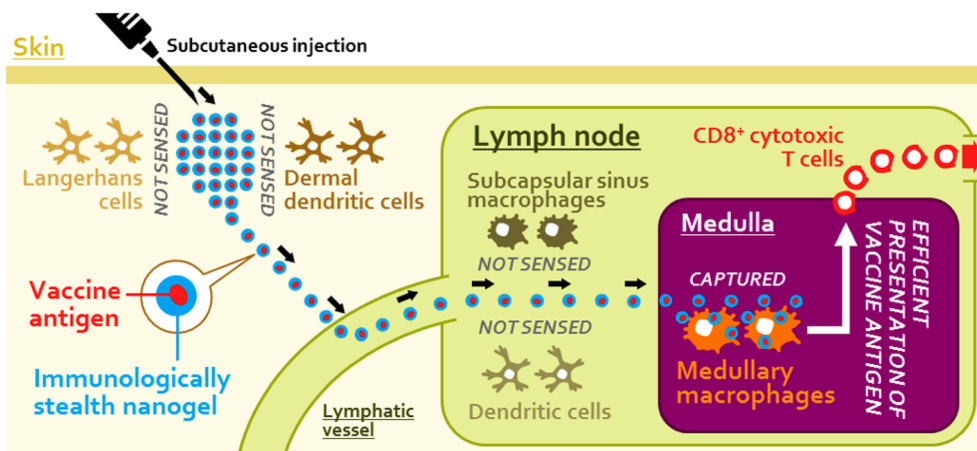 Skin
Subcutaneous injection
Langerhans
cells
NOT SENSED
NOT SENSED
Dermal
dendritic cells
Vaccine
antigen
Immunologically
stealth nanogel
Lymphatic
vessel
Lymph node
Subcapsular sinus
macrophages
NOT SENSED
NOT SENSED
Dendritic cells
Medulla
CAPTURED
Medullary
macrophages
EFFICIENT
PRESENTATION OF
VACCINE ANTIGEN
CD8⁺ cytotoxic
T cells